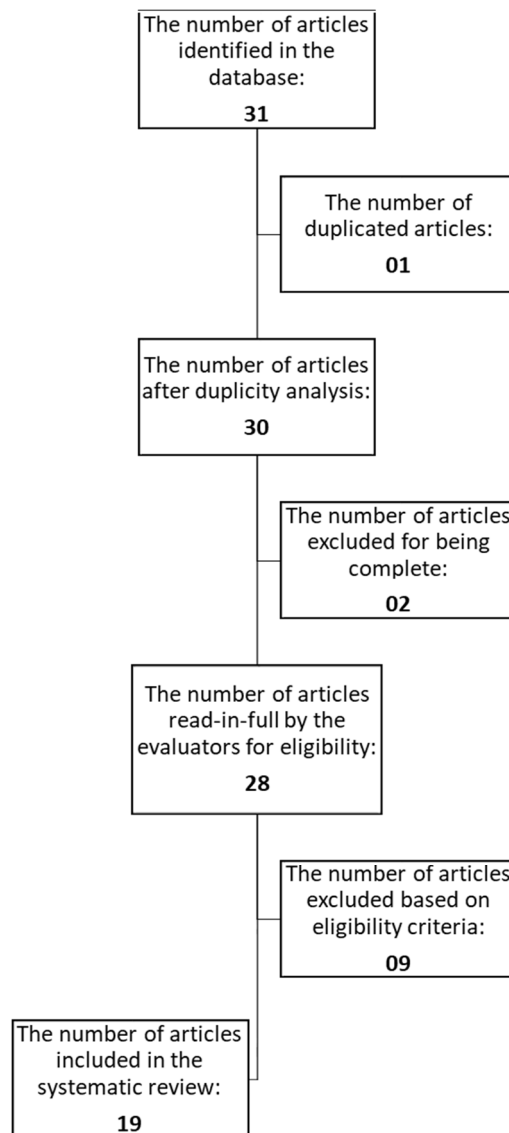 The number of articles
identified in the
database:
31
The number of
duplicated articles:
01
The number of articles
after duplicity analysis:
30
The number of articles
excluded for being
complete:
02
The number of articles
read-in-full by the
evaluators for eligibility:
28
The number of articles
excluded based on
eligibility criteria:
09
The number of articles
included in the
systematic review:
19